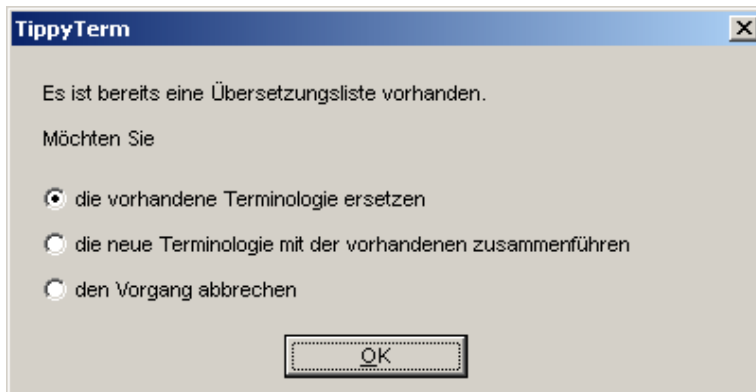 TippyTerm
Es ist bereits eine Übersetzungsliste vorhanden.
Möchten Sie
die vorhandene Terminologie ersetzen
die neue Terminologie mit der vorhandenen zusammenführen
den Vorgang abbrechen
OK